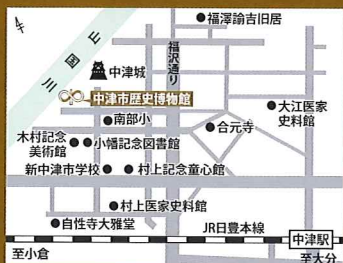 福澤諭吉旧居
福沢通り
山国川
中津城
中津市歴史博物館
大江医家
史料館
南部小
合元寺
木村記念
美術館
小幡記念図書館
新中津市学校
村上記念童心館
村上医家史料館
自性寺大雅堂
JR日豊本線
中津駅
至小倉
至大分